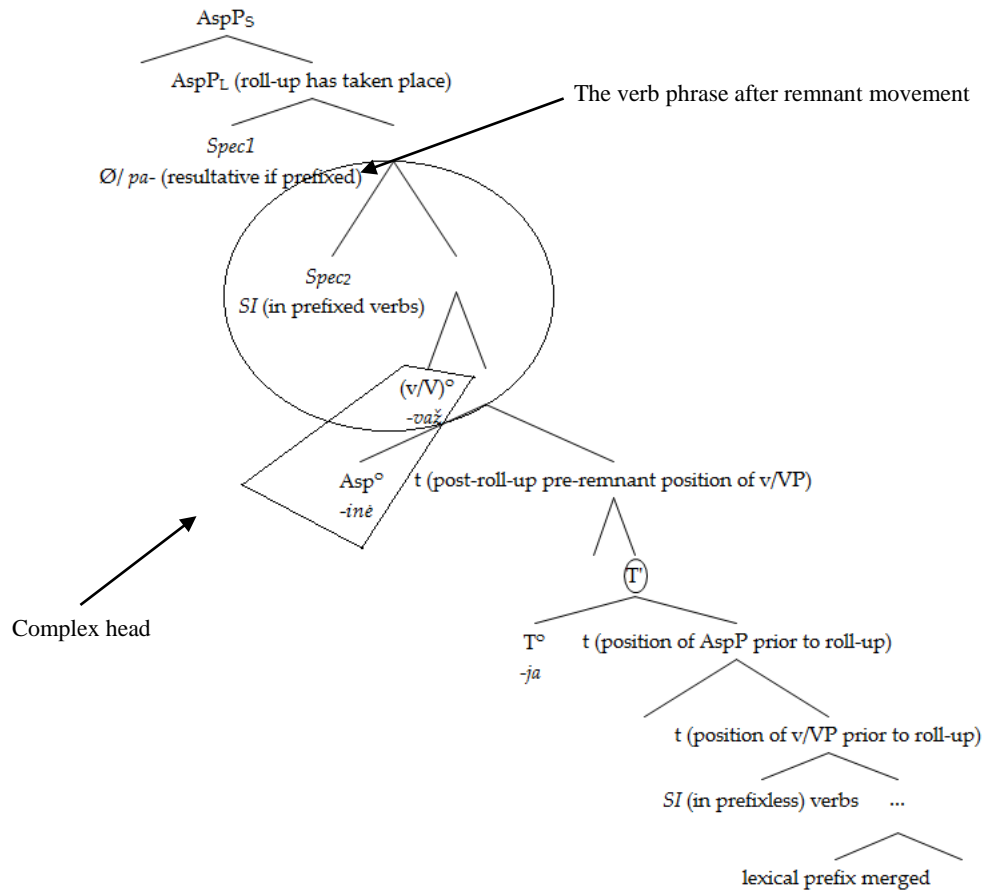 AspPS
AspPL (roll-up has taken place)
The verb phrase after remnant movement
Spec1
Ø/ pa- (resultative if prefixed)
Spec2
SI (in prefixed verbs)
(v/V)°
-važ
Asp°
t (post-roll-up pre-remnant position of v/VP)
-inė
T'
Complex head
T°
t (position of AspP prior to roll-up)
-ja
t (position of v/VP prior to roll-up)
SI (in prefixless) verbs
...
lexical prefix merged